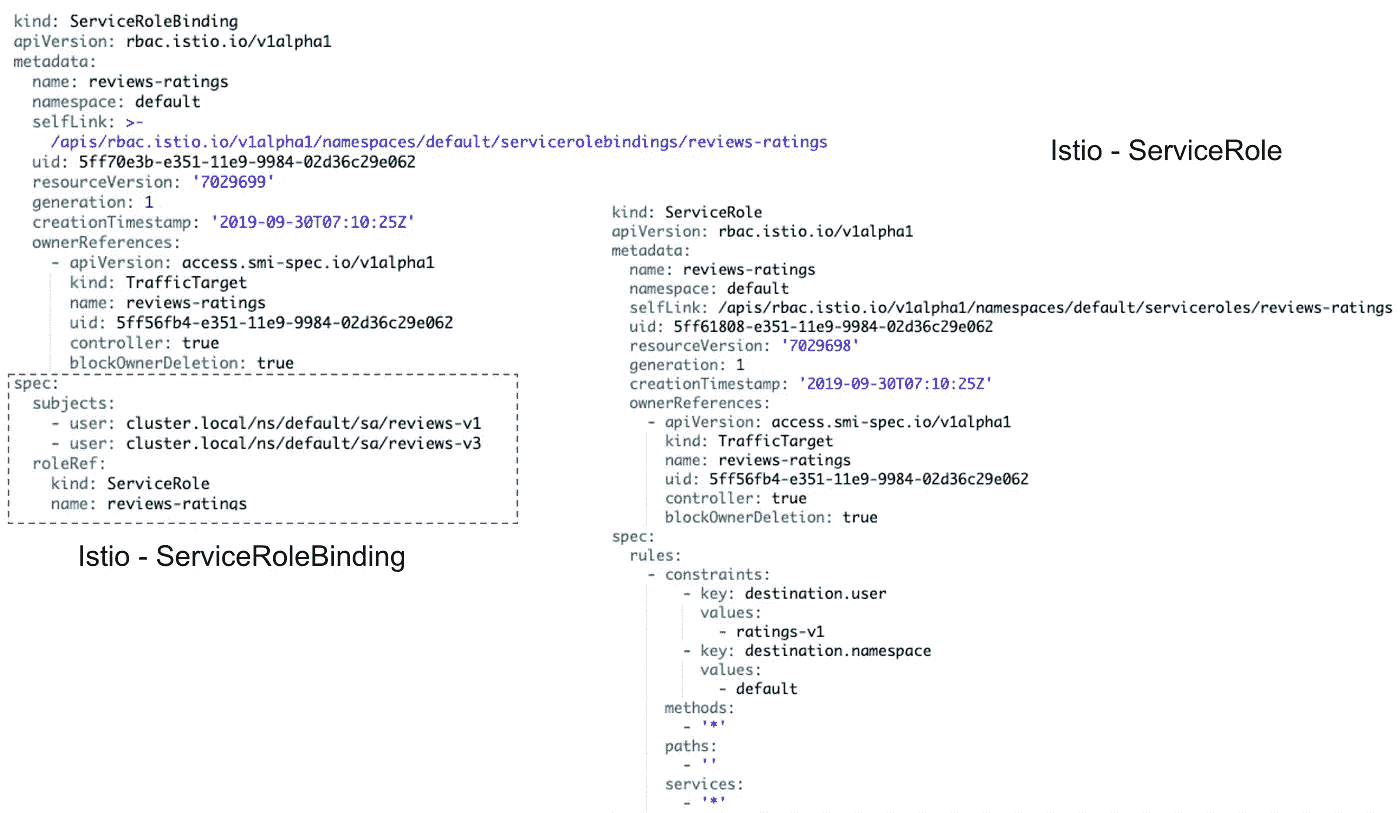 kind: ServiceRoleBinding
apiVersion: rbac.istio.io/v1alpha1
metadata:
  name: reviews-ratings
  namespace: default
  selfLink: >-
    /apis/rbac.istio.io/v1alpha1/namespaces/default/servicerolebindings/reviews-ratings
  uid: 5ff70e3b-e351-11e9-9984-02d36c29e062
  resourceVersion: '7029699'
  generation: 1
  creationTimestamp: '2019-09-30T07:10:25Z'
  ownerReferences:
    - apiVersion: access.smi-spec.io/v1alpha1
      kind: TrafficTarget
      name: reviews-ratings
      uid: 5ff56fb4-e351-11e9-9984-02d36c29e062
      controller: true
      blockOwnerDeletion: true
spec:
  subjects:
    - user: cluster.local/ns/default/sa/reviews-v1
    - user: cluster.local/ns/default/sa/reviews-v3
  roleRef:
    kind: ServiceRole
    name: reviews-ratings
Istio - ServiceRoleBinding
Istio - ServiceRole
kind: ServiceRole
apiVersion: rbac.istio.io/v1alpha1
metadata:
  name: reviews-ratings
  namespace: default
  selfLink: /apis/rbac.istio.io/v1alpha1/namespaces/default/serviceroles/reviews-ratings
  uid: 5ff61808-e351-11e9-9984-02d36c29e062
  resourceVersion: '7029698'
  generation: 1
  creationTimestamp: '2019-09-30T07:10:25Z'
  ownerReferences:
    - apiVersion: access.smi-spec.io/v1alpha1
      kind: TrafficTarget
      name: reviews-ratings
      uid: 5ff56fb4-e351-11e9-9984-02d36c29e062
      controller: true
      blockOwnerDeletion: true
spec:
  rules:
    - constraints:
        - key: destination.user
          values:
            - ratings-v1
        - key: destination.namespace
          values:
            - default
      methods:
        - '*'
      paths:
        - ''
      services:
        - '*'